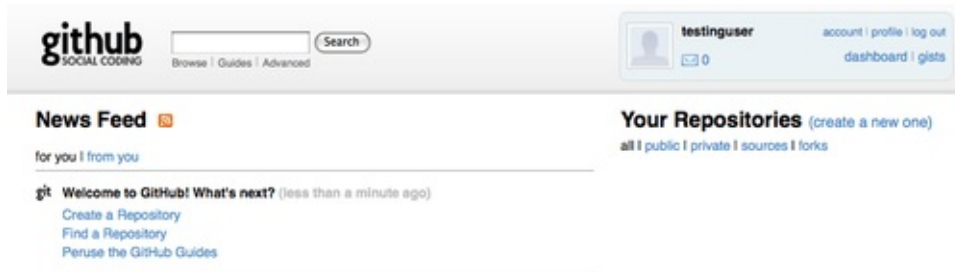 github
SOCIAL CODING
Search
Browse | Guides | Advanced
testinguser
account | profile | log out
0
dashboard | gists
News Feed
for you | from you
git Welcome to GitHub! What's next? (less than a minute ago)
Create a Repository
Find a Repository
Peruse the GitHub Guides
Your Repositories (create a new one)
all | public | private | sources | forks